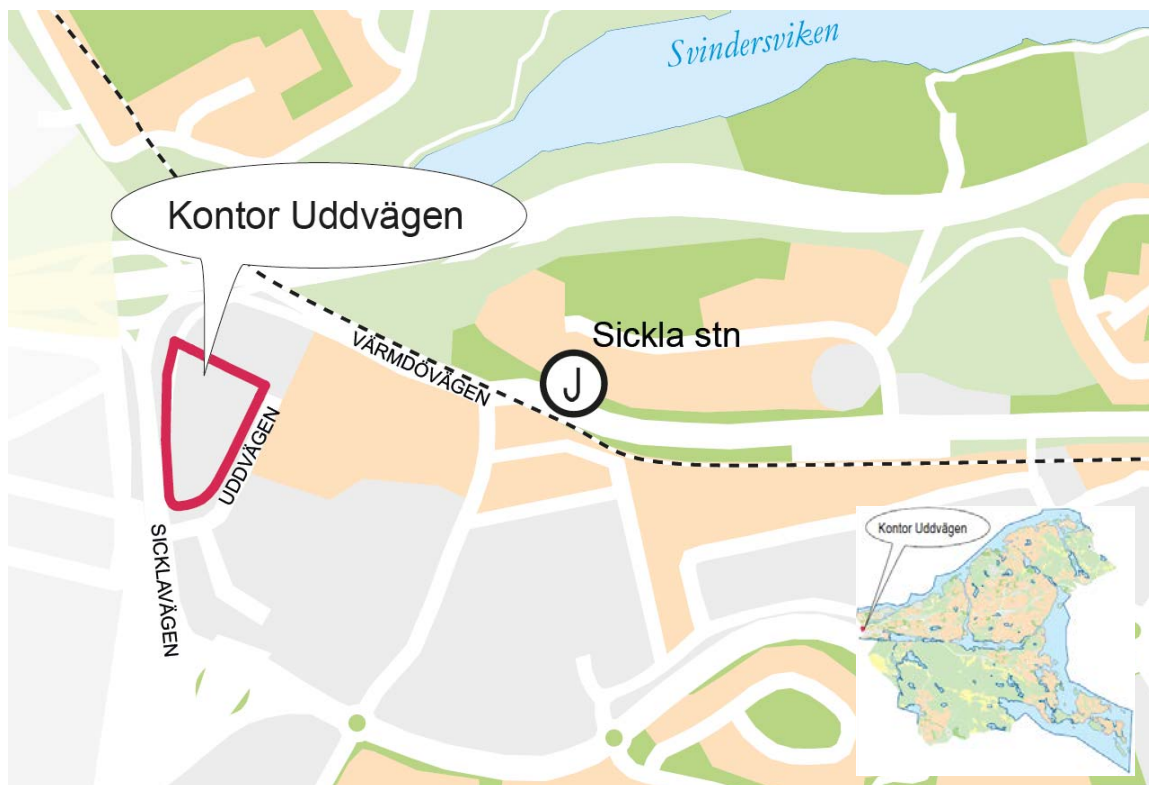 Svindersviken
Kontor Uddvägen
Sickla stn
J
VÄRMDÖVÄGEN
UDDVÄGEN
SICKLAVÄGEN
Kontor Uddvägen